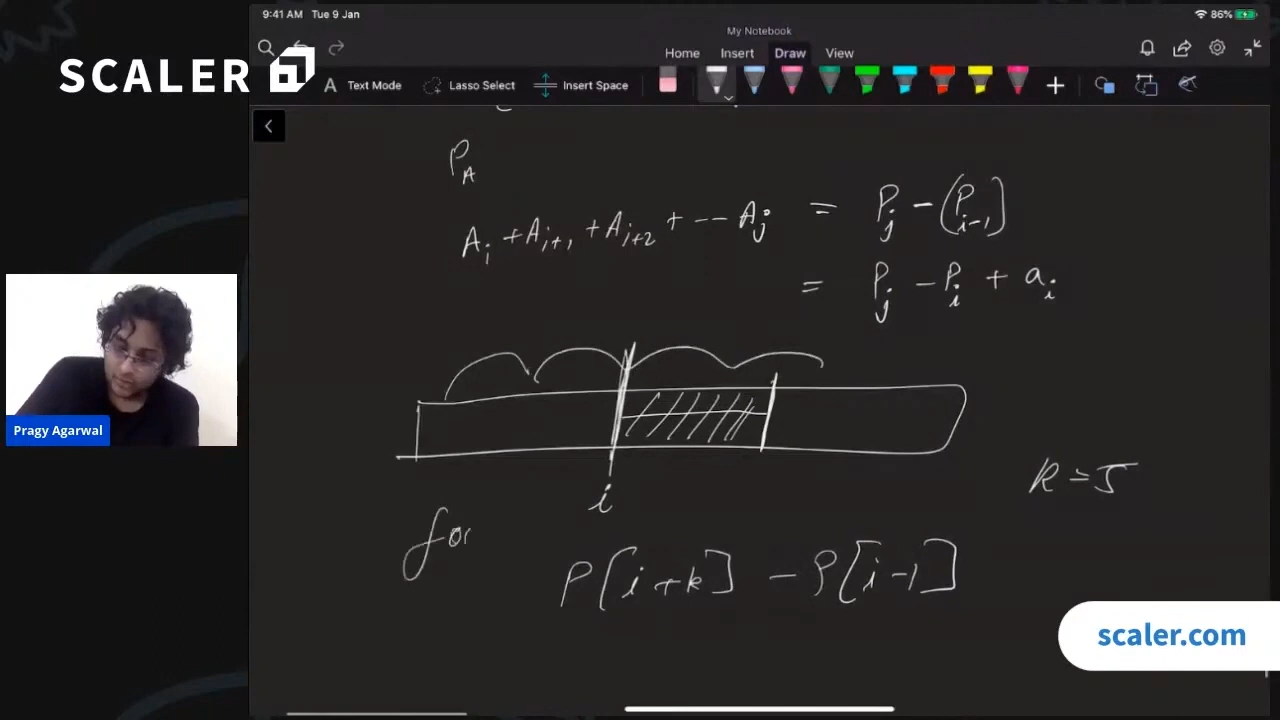 9:41 AM Tue 9 Jan
86%
My Notebook
SCALER
Home Insert Draw View
A Text Mode Lasso Select Insert Space
P_A
A_i + A_{i+1} + A_{i+2} + -- A_j = P_j - (P_{i-1})
= P_j - P_i + a_i
i
k = 5
for
P[i+k] - P[i-1]
Pragy Agarwal
scaler.com